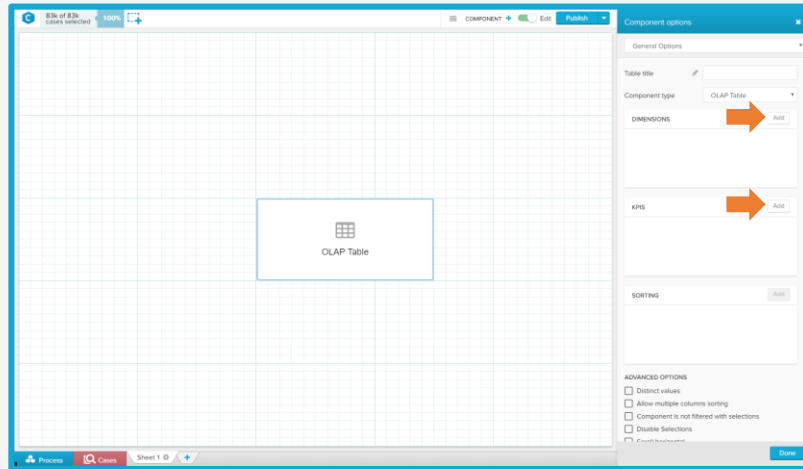 C 83k of 83k cases selected 100% COMPONENT + Edit Publish
Component options
General Options
Table title
Component type OLAP Table
DIMENSIONS Add
KPIS Add
OLAP Table
SORTING Add
ADVANCED OPTIONS
Distinct values
Allow multiple columns sorting
Component is not filtered with selections
Disable Selections
Scroll horizontal
Process Cases Sheet 1 + Done